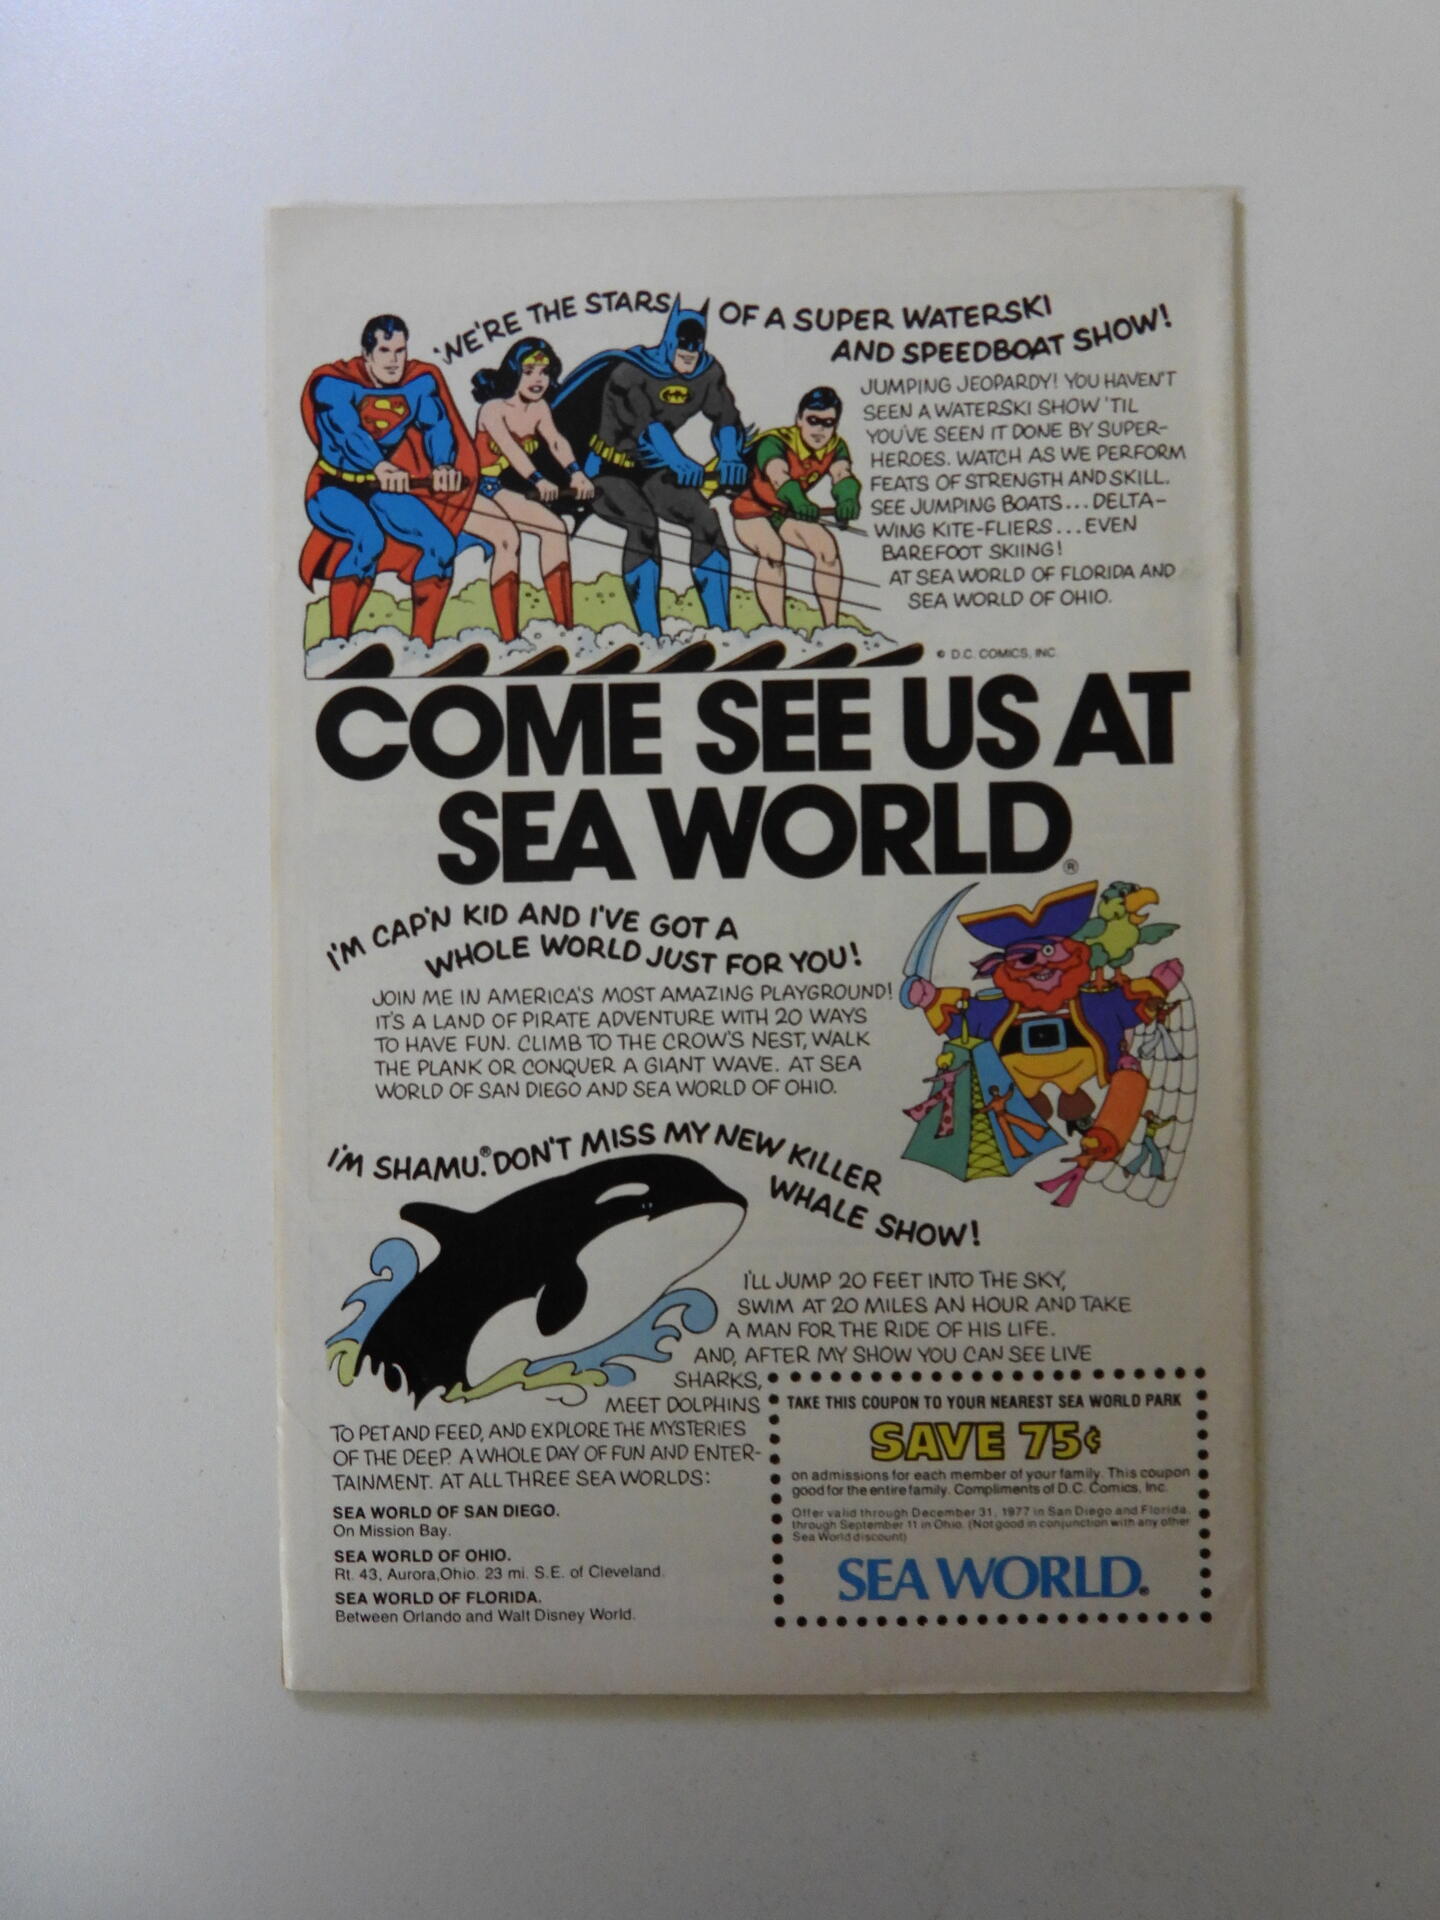 WE'RE THE STARS OF A SUPER WATERSKI
AND SPEEDBOAT SHOW!
JUMPING JEOPARDY! YOU HAVEN'T
SEEN A WATERSKI SHOW 'TIL
YOU'VE SEEN IT DONE BY SUPER-
HEROES. WATCH AS WE PERFORM
FEATS OF STRENGTH AND SKILL.
SEE JUMPING BOATS...DELTA-
WING KITE-FLIERS...EVEN
BAREFOOT SKIING!
AT SEA WORLD OF FLORIDA AND
SEA WORLD OF OHIO.
© D.C. COMICS, INC.
COME SEE US AT
SEA WORLD®
I'M CAP'N KID AND I'VE GOT A
WHOLE WORLD JUST FOR YOU!
JOIN ME IN AMERICA'S MOST AMAZING PLAYGROUND!
IT'S A LAND OF PIRATE ADVENTURE WITH 20 WAYS
TO HAVE FUN. CLIMB TO THE CROW'S NEST, WALK
THE PLANK OR CONQUER A GIANT WAVE. AT SEA
WORLD OF SAN DIEGO AND SEA WORLD OF OHIO.
I'M SHAMU.® DON'T MISS MY NEW KILLER
WHALE SHOW!
I'LL JUMP 20 FEET INTO THE SKY,
SWIM AT 20 MILES AN HOUR AND TAKE
A MAN FOR THE RIDE OF HIS LIFE.
AND, AFTER MY SHOW YOU CAN SEE LIVE
SHARKS,
MEET DOLPHINS
TO PET AND FEED, AND EXPLORE THE MYSTERIES
OF THE DEEP. A WHOLE DAY OF FUN AND ENTER-
TAINMENT. AT ALL THREE SEA WORLDS:
SEA WORLD OF SAN DIEGO.
On Mission Bay.
SEA WORLD OF OHIO.
Rt. 43, Aurora,Ohio. 23 mi. S.E. of Cleveland.
SEA WORLD OF FLORIDA.
Between Orlando and Walt Disney World.
TAKE THIS COUPON TO YOUR NEAREST SEA WORLD PARK
SAVE 75¢
on admissions for each member of your family. This coupon
good for the entire family. Compliments of D.C. Comics, Inc.
Offer valid through December 31, 1977 in San Diego and Florida,
through September 11 in Ohio. (Not good in conjunction with any other
Sea World discount)
SEA WORLD®